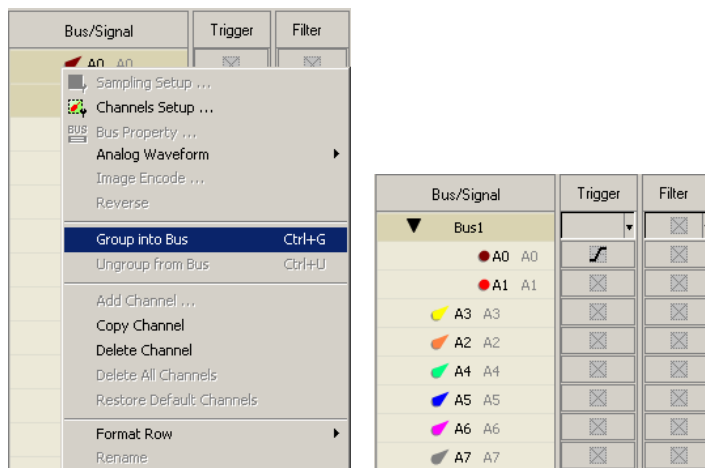 Bus/Signal Trigger Filter
A0 A0
Sampling Setup ...
Channels Setup ...
BUS Bus Property ...
Analog Waveform
Image Encode ...
Reverse
Group into Bus Ctrl+G
Ungroup from Bus Ctrl+U
Add Channel ...
Copy Channel
Delete Channel
Delete All Channels
Restore Default Channels
Format Row
Rename
Bus/Signal Trigger Filter
Bus1
A0 A0
A1 A1
A3 A3
A2 A2
A4 A4
A5 A5
A6 A6
A7 A7